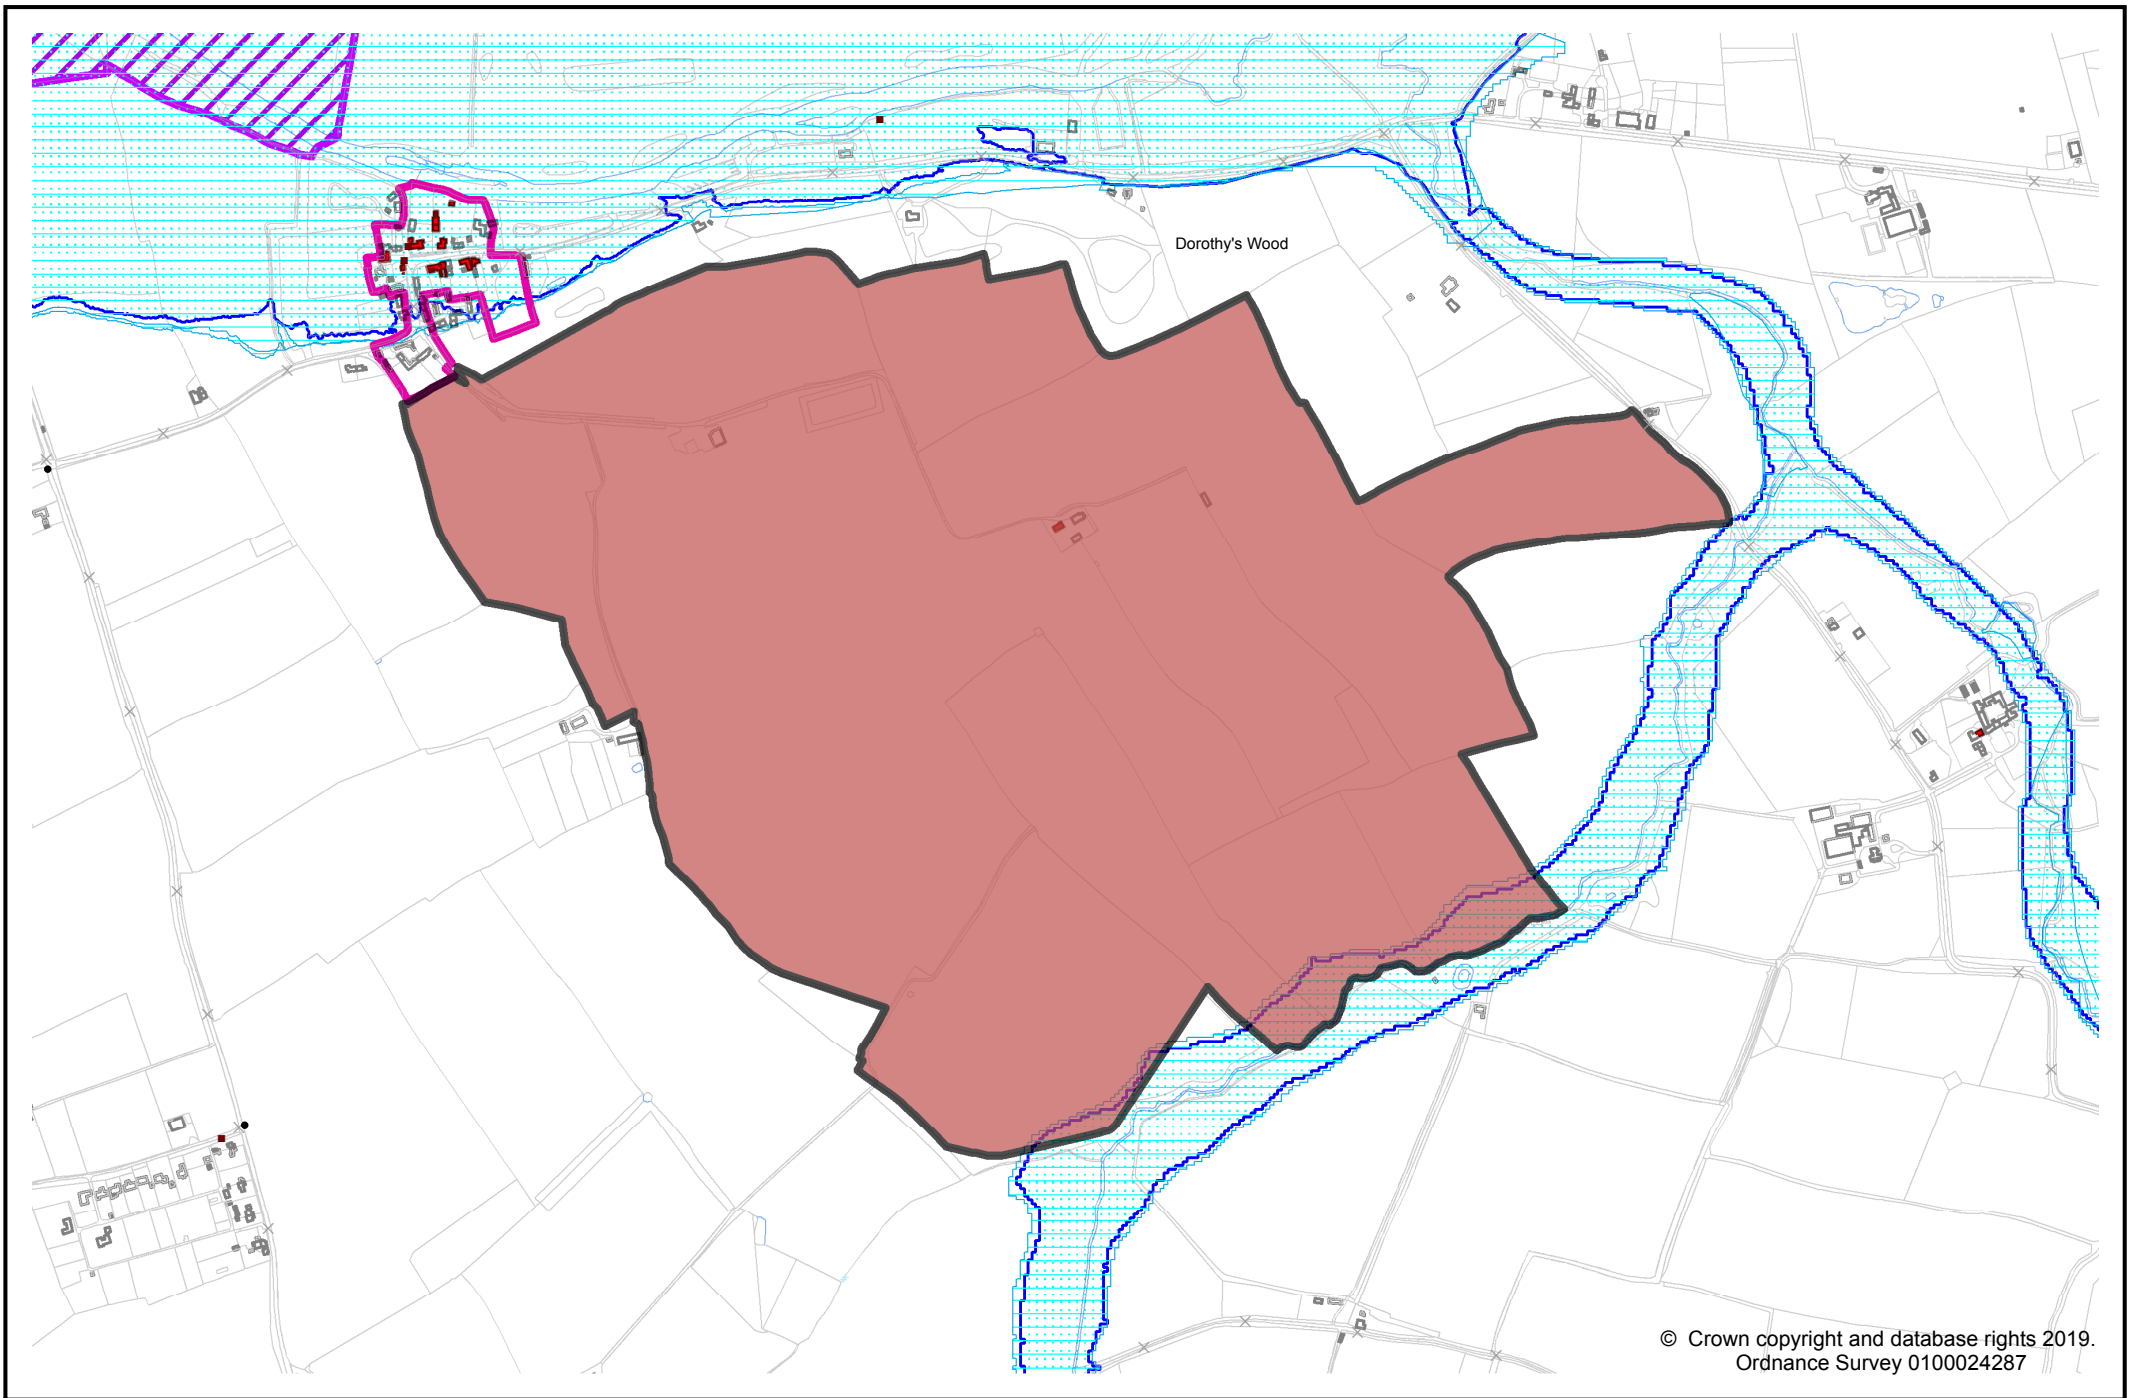 Dorothy's Wood
© Crown copyright and database rights 2019.
Ordnance Survey 0100024287